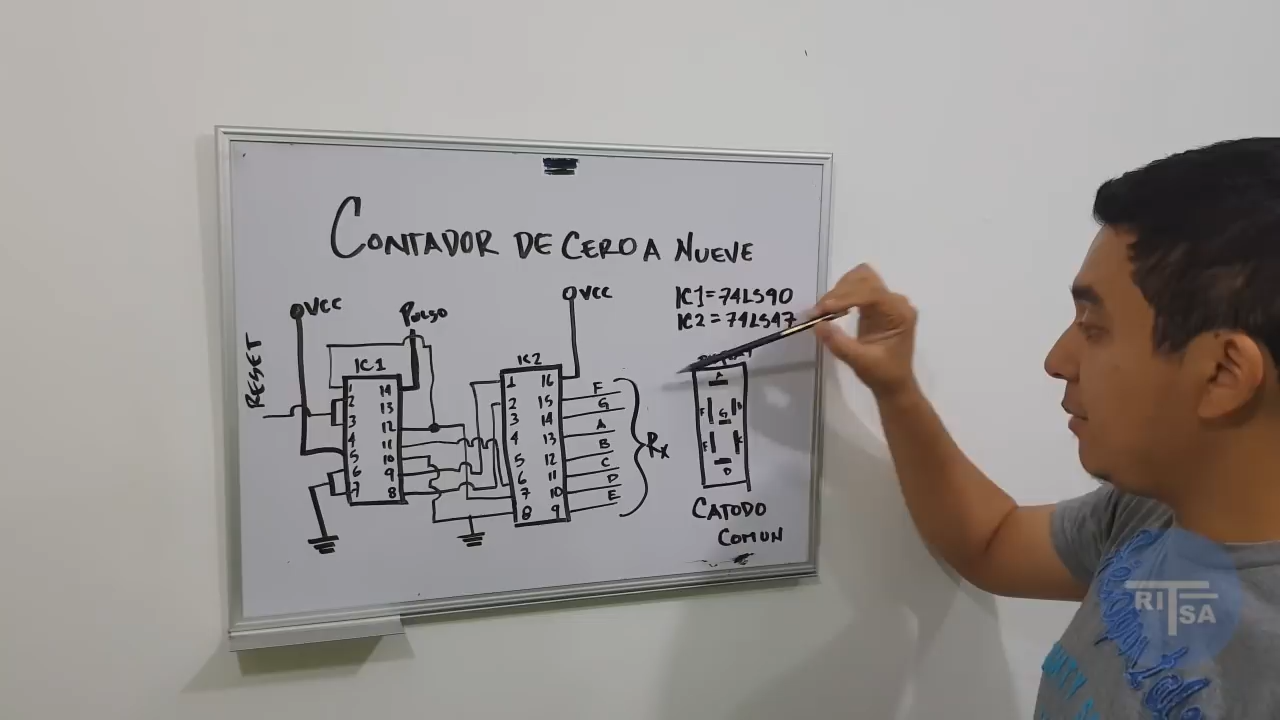 CONTADOR DE CERO A NUEVE
IC1=74LS90
IC2=74LS47
VCC
PULSO
VCC
RESET
IC1
1 14
2 13
3 12
4 11
5 10
6 9
7 8
IC2
1 16
2 15
3 14
4 13
5 12
6 11
7 10
8 9
F
G
A
B
C
D
E
Rx
A
F B
G
D
CATODO
COMUN
RITSA